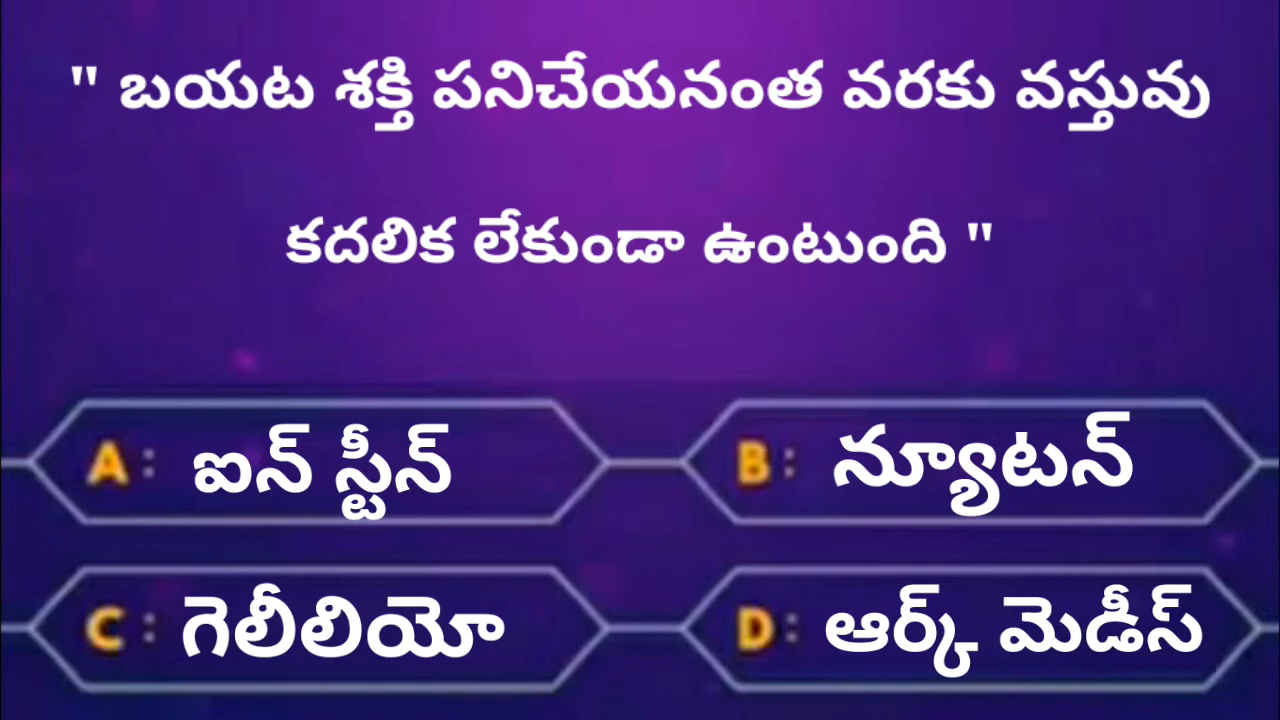 " బయట శక్తి పనిచేయనంత వరకు వస్తువు
కదలిక లేకుండా ఉంటుంది "
A : ఐన్ స్టీన్
B : న్యూటన్
C : గెలీలియో
D : ఆర్క్ మెడీస్